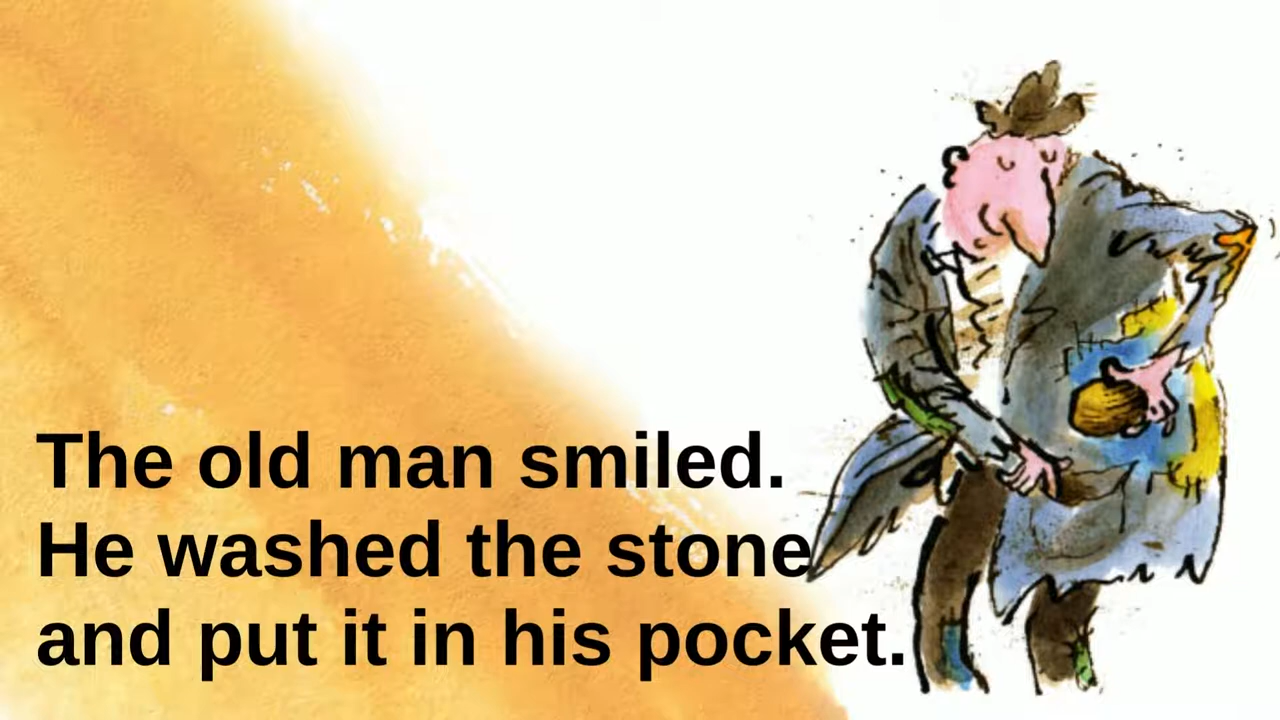 The old man smiled.
He washed the stone
and put it in his pocket.